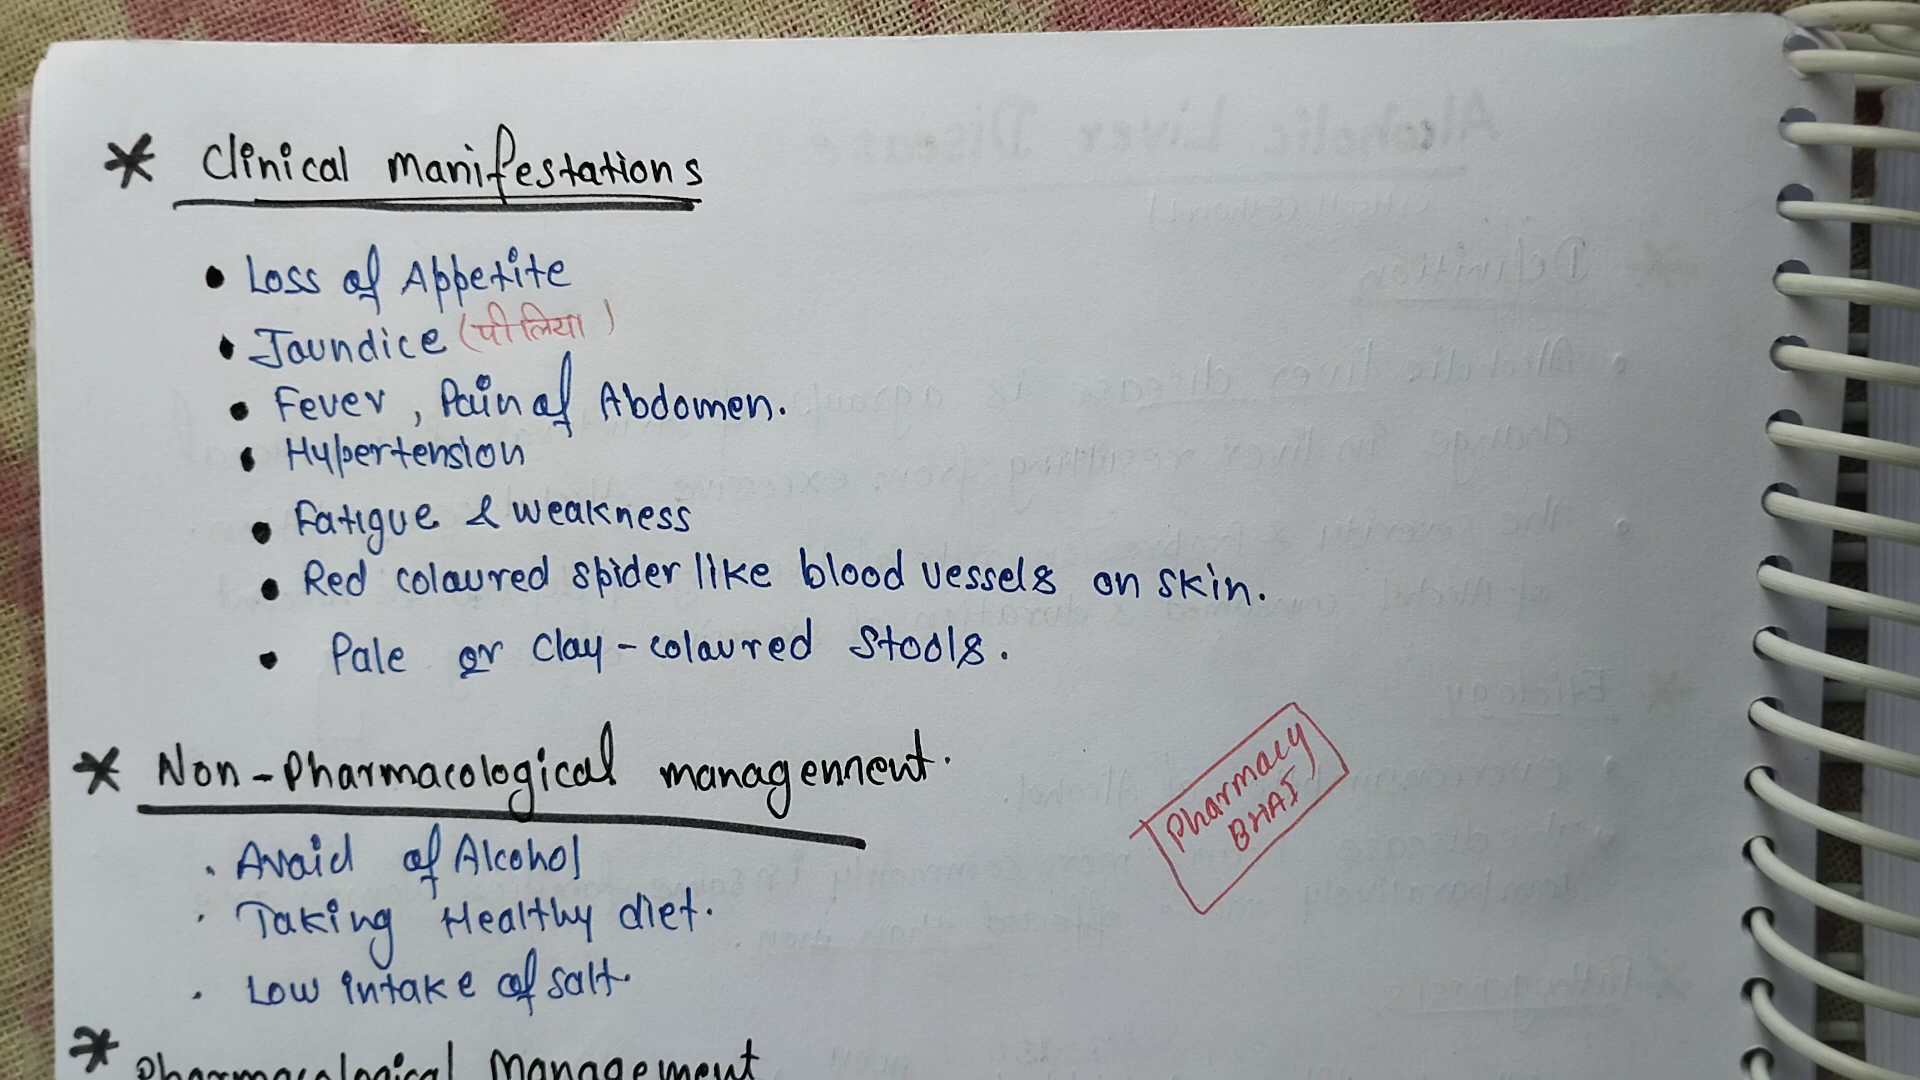 * Clinical manifestations
• Loss of Appetite
• Jaundice (पीलिया)
• Fever, Pain of Abdomen.
• Hypertension
• Fatigue & weakness
• Red coloured spider like blood vessels on skin.
• Pale or Clay-coloured Stools.
* Non-Pharmacological management.
Pharmacy
BHAI
• Avoid of Alcohol
• Taking Healthy diet.
• Low intake of salt.
* Pharmacological Management